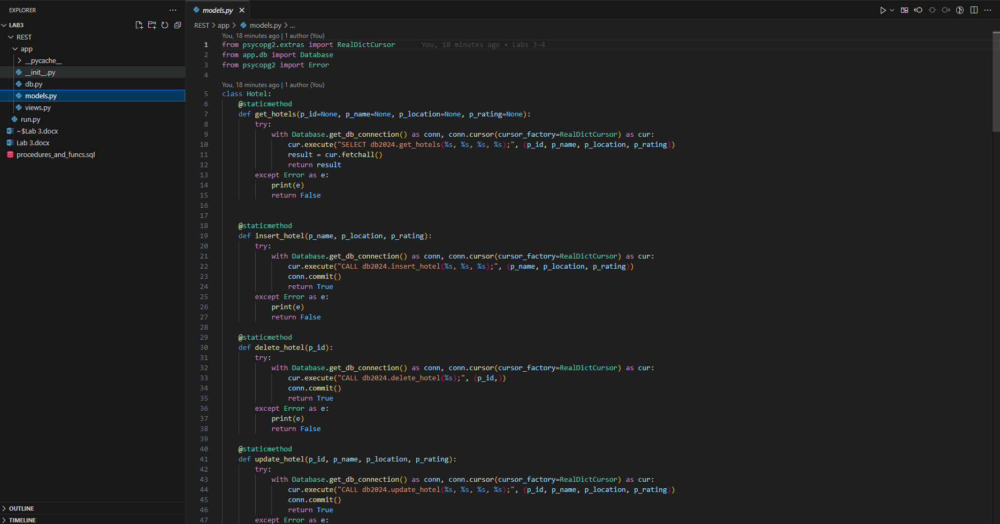 EXPLORER
LAB3
REST
app
__pycache__
__init__.py
db.py
models.py
views.py
run.py
~$Lab 3.docx
Lab 3.docx
procedures_and_funcs.sql
OUTLINE
TIMELINE
models.py
REST > app > models.py > ...
You, 18 minutes ago | 1 author (You)
1 from psycopg2.extras import RealDictCursor You, 18 minutes ago • Labs 3-4
2 from app.db import Database
3 from psycopg2 import Error
4
You, 18 minutes ago | 1 author (You)
5 class Hotel:
6     @staticmethod
7     def get_hotels(p_id=None, p_name=None, p_location=None, p_rating=None):
8         try:
9             with Database.get_db_connection() as conn, conn.cursor(cursor_factory=RealDictCursor) as cur:
10                 cur.execute("SELECT db2024.get_hotels(%s, %s, %s, %s);", (p_id, p_name, p_location, p_rating))
11                 result = cur.fetchall()
12                 return result
13         except Error as e:
14             print(e)
15             return False
16
17
18     @staticmethod
19     def insert_hotel(p_name, p_location, p_rating):
20         try:
21             with Database.get_db_connection() as conn, conn.cursor(cursor_factory=RealDictCursor) as cur:
22                 cur.execute("CALL db2024.insert_hotel(%s, %s, %s);", (p_name, p_location, p_rating))
23                 conn.commit()
24                 return True
25         except Error as e:
26             print(e)
27             return False
28
29     @staticmethod
30     def delete_hotel(p_id):
31         try:
32             with Database.get_db_connection() as conn, conn.cursor(cursor_factory=RealDictCursor) as cur:
33                 cur.execute("CALL db2024.delete_hotel(%s);", (p_id,))
34                 conn.commit()
35                 return True
36         except Error as e:
37             print(e)
38             return False
39
40     @staticmethod
41     def update_hotel(p_id, p_name, p_location, p_rating):
42         try:
43             with Database.get_db_connection() as conn, conn.cursor(cursor_factory=RealDictCursor) as cur:
44                 cur.execute("CALL db2024.update_hotel(%s, %s, %s, %s);", (p_id, p_name, p_location, p_rating))
45                 conn.commit()
46                 return True
47         except Error as e: